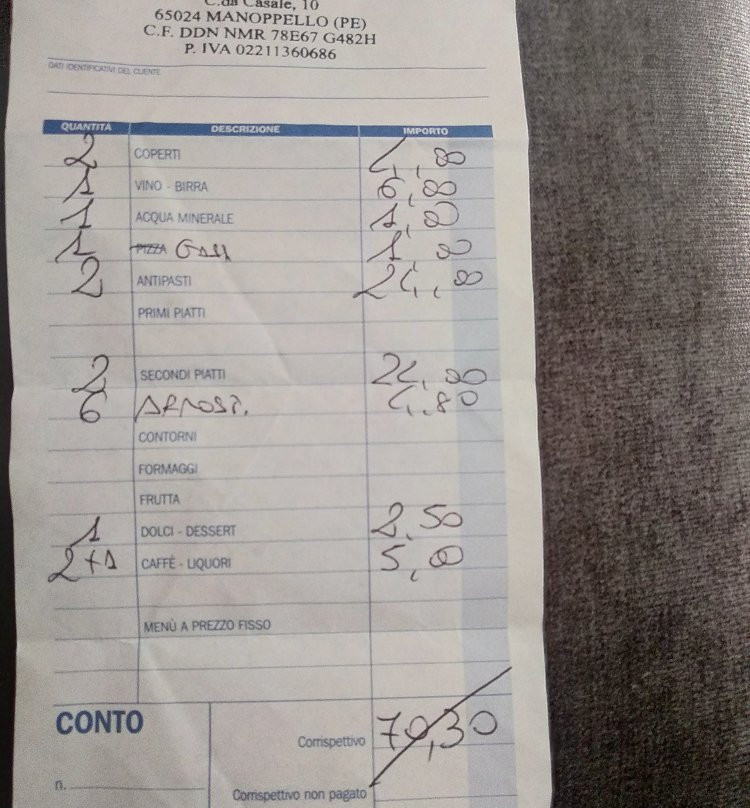 C.da Casale, 10
65024 MANOPPELLO (PE)
C.F. DDN NMR 78E67 G482H
P. IVA 02211360686
DATI IDENTIFICATIVI DEL CLIENTE
QUANTITÀ DESCRIZIONE IMPORTO
2 COPERTI 4,00
1 VINO - BIRRA 6,00
1 ACQUA MINERALE 1,00
1 PIZZA GAS 1,00
2 ANTIPASTI 24,00
PRIMI PIATTI
2 SECONDI PIATTI 24,00
6 ARROST. 4,80
CONTORNI
FORMAGGI
FRUTTA
1 DOLCI - DESSERT 2,50
2+1 CAFFÈ - LIQUORI 5,00
MENÙ A PREZZO FISSO
CONTO
Corrispettivo 72,30
n.
Corrispettivo non pagato